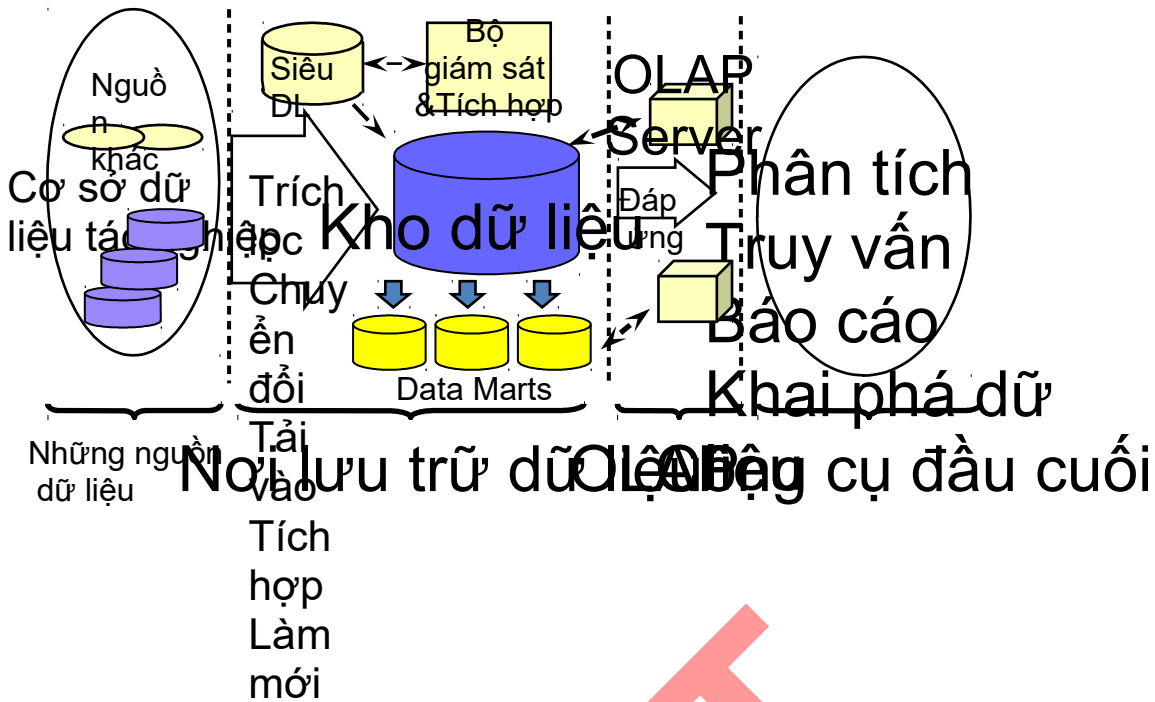 Nguồ
n
khác
Cơ sở dữ
liệu tác nghiệp
Siêu
DL
Bộ
giám sát
&Tích hợp
Trích
lọc
Chuy
ển
đổi
Tải
vào
Tích
hợp
Làm
mới
Kho dữ liệu
Data Marts
OLAP
Server
Đáp
ứng
Phân tích
Truy vấn
Báo cáo
Khai phá dữ
liệu
Những nguồn
dữ liệu
Nơi lưu trữ dữ liệu
OLAP
Công cụ đầu cuối